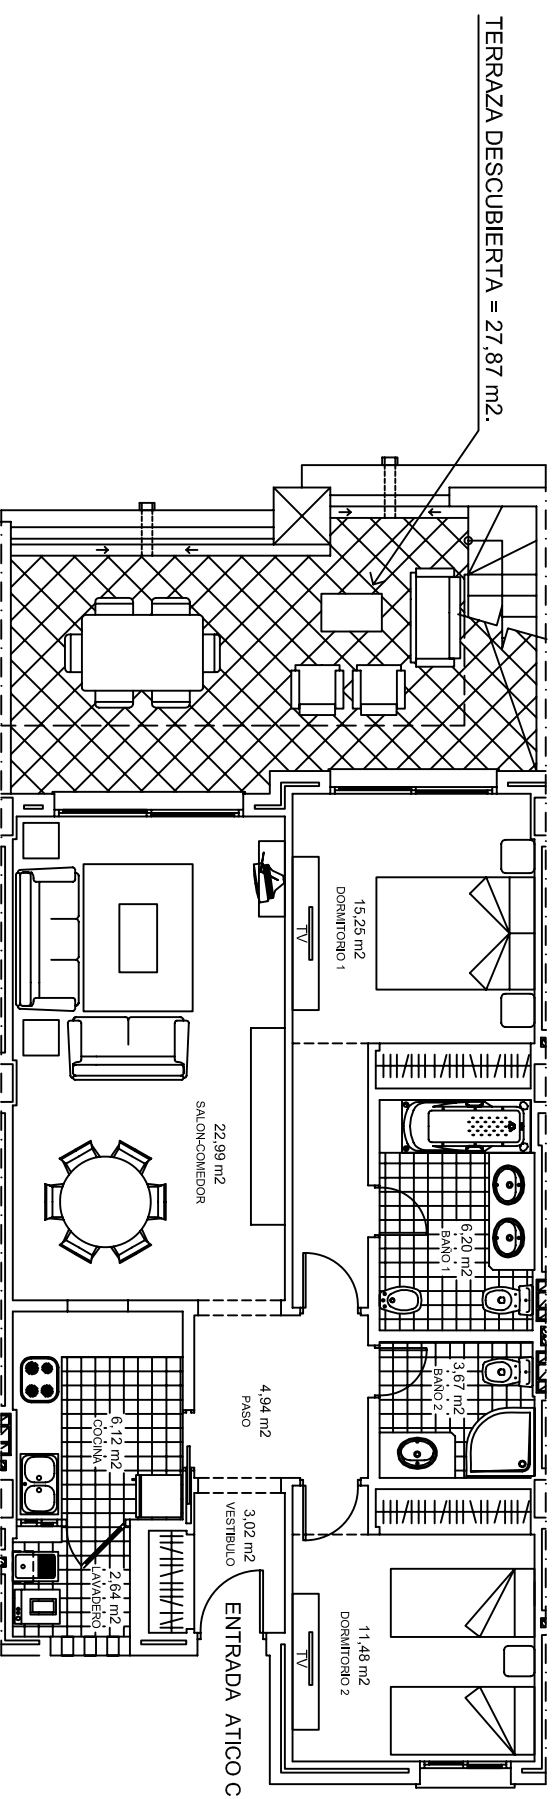 TERRAZA DESCUBIERTA = 27,87 m2.
15,25 m2
DORMITORIO 1
TV
22,99 m2
SALON-COMEDOR
6,20 m2
BAÑO 1
3,67 m2
BAÑO 2
4,94 m2
PASO
6,12 m2
COCINA
2,64 m2
LAVADERO
3,02 m2
VESTIBULO
ENTRADA ATICO C
11,48 m2
DORMITORIO 2
TV